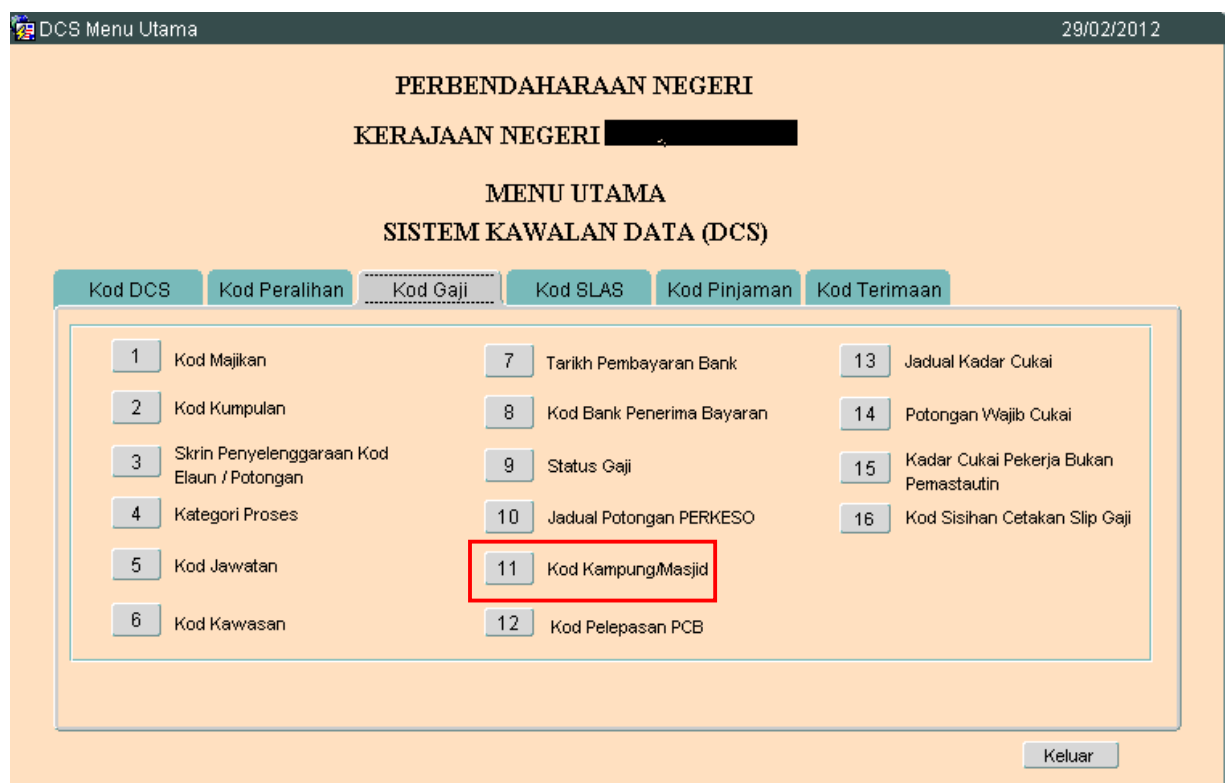 DCS Menu Utama 29/02/2012
PERBENDAHARAAN NEGERI
KERAJAAN NEGERI
MENU UTAMA
SISTEM KAWALAN DATA (DCS)
Kod DCS Kod Peralihan Kod Gaji Kod SLAS Kod Pinjaman Kod Terimaan
1 Kod Majikan
2 Kod Kumpulan
3 Skrin Penyelenggaraan Kod
Elaun / Potongan
4 Kategori Proses
5 Kod Jawatan
6 Kod Kawasan
7 Tarikh Pembayaran Bank
8 Kod Bank Penerima Bayaran
9 Status Gaji
10 Jadual Potongan PERKESO
11 Kod Kampung/Masjid
12 Kod Pelepasan PCB
13 Jadual Kadar Cukai
14 Potongan Wajib Cukai
15 Kadar Cukai Pekerja Bukan
Pemastautin
16 Kod Sisihan Cetakan Slip Gaji
Keluar